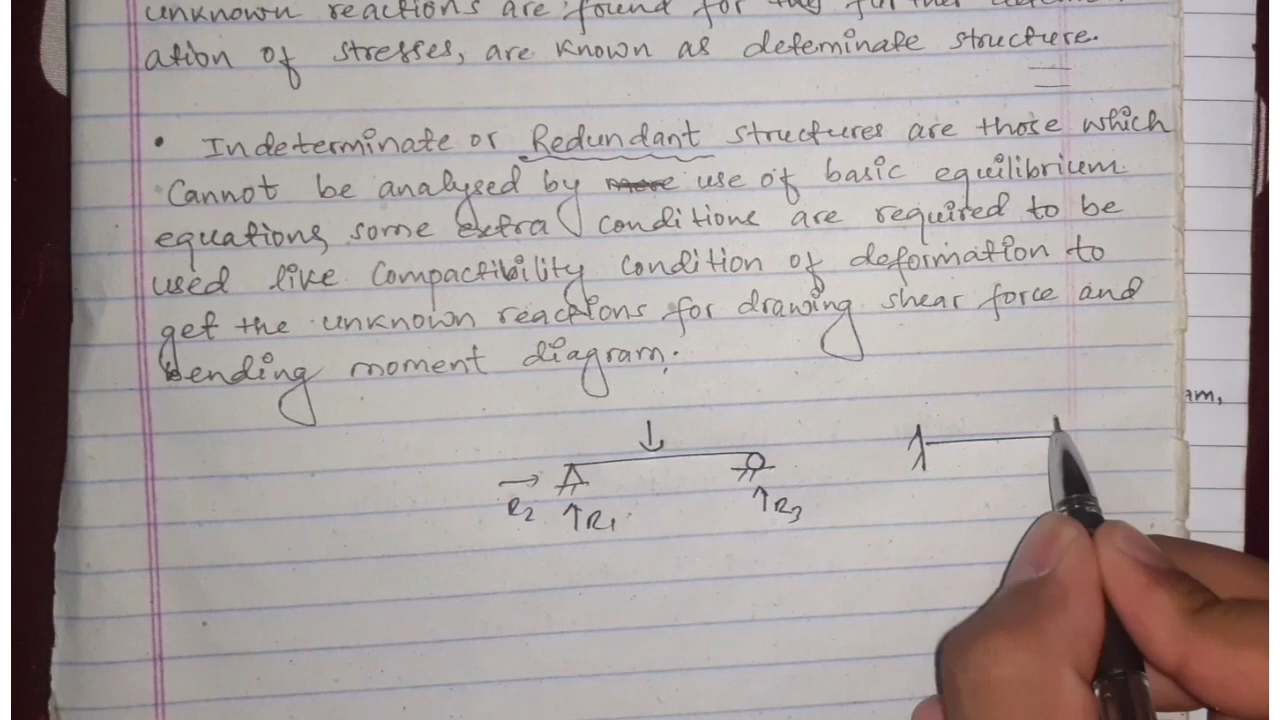 unknown reactions are found for the further
ation of stresses, are known as defeminate structure.
• Indeterminate or Redundant structures are those which
Cannot be analysed by use of basic equilibrium
equations, some extra conditions are required to be
used like Compactibility condition of deformation to
get the unknown reactions for drawing shear force and
bending moment diagram.
am,
R2 R1 R3